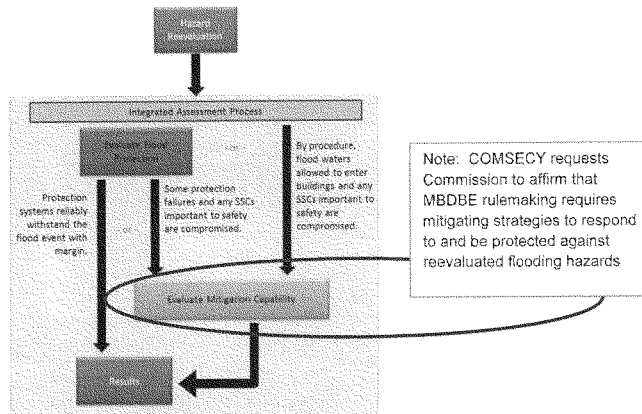 Hazard
Reevaluation
Integrated Assessment Process
Evaluate Flood
Protection
or
By procedure,
flood waters
allowed to enter
buildings and any
SSCs important to
safety are
compromised.
Protection
systems reliably
withstand the
flood event with
margin.
or
Some protection
failures and any SSCs
important to safety
are compromised.
Evaluate Mitigation Capability
Results
Note: COMSECY requests
Commission to affirm that
MBDBE rulemaking requires
mitigating strategies to respond
to and be protected against
reevaluated flooding hazards